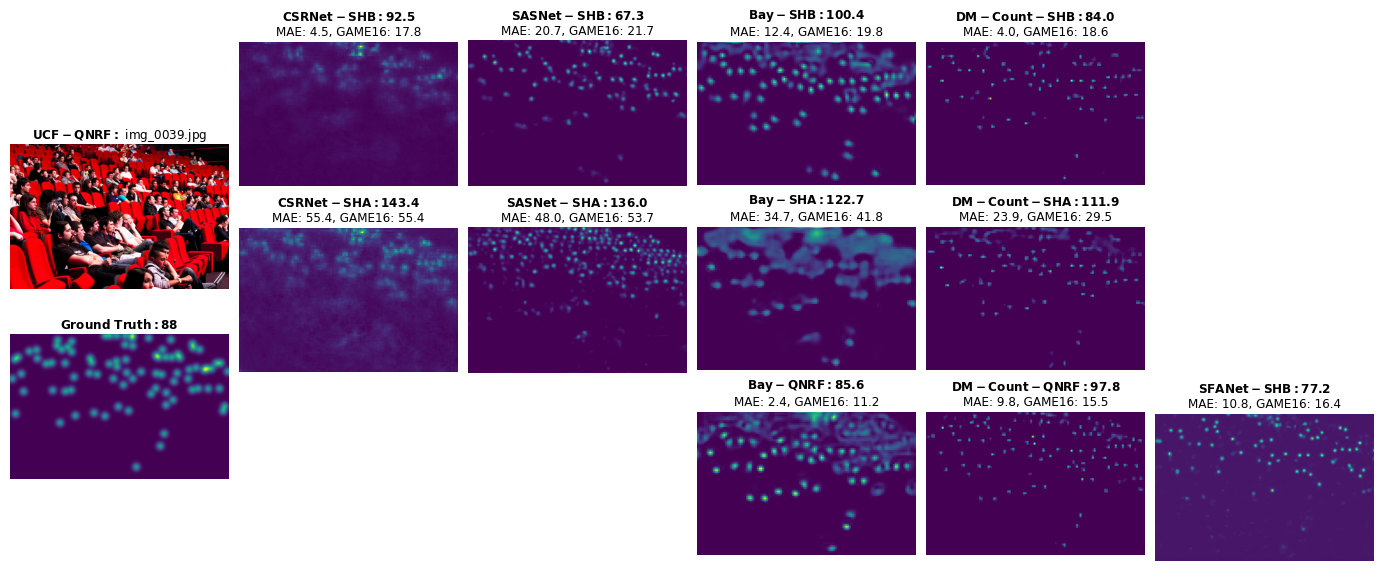 UCF − QNRF: img_0039.jpg
Ground Truth: 88
CSRNet − SHB: 92.5
MAE: 4.5, GAME16: 17.8
SASNet − SHB: 67.3
MAE: 20.7, GAME16: 21.7
Bay − SHB: 100.4
MAE: 12.4, GAME16: 19.8
DM − Count − SHB: 84.0
MAE: 4.0, GAME16: 18.6
CSRNet − SHA: 143.4
MAE: 55.4, GAME16: 55.4
SASNet − SHA: 136.0
MAE: 48.0, GAME16: 53.7
Bay − SHA: 122.7
MAE: 34.7, GAME16: 41.8
DM − Count − SHA: 111.9
MAE: 23.9, GAME16: 29.5
Bay − QNRF: 85.6
MAE: 2.4, GAME16: 11.2
DM − Count − QNRF: 97.8
MAE: 9.8, GAME16: 15.5
SFANet − SHB: 77.2
MAE: 10.8, GAME16: 16.4